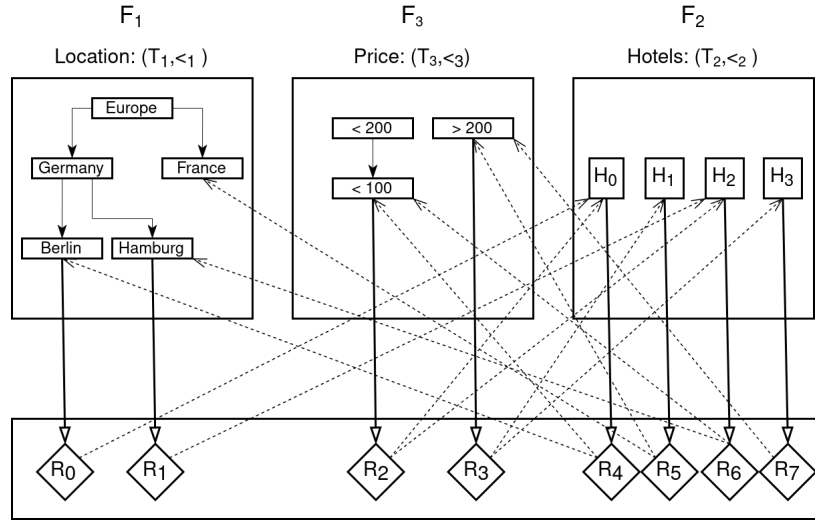 F₁ F₃ F₂
Location: (T₁,<₁ ) Price: (T₃,<₃) Hotels: (T₂,<₂ )
Europe
< 200 > 200
Germany France H₀ H₁ H₂ H₃
< 100
Berlin Hamburg
R₀ R₁ R₂ R₃ R₄ R₅ R₆ R₇